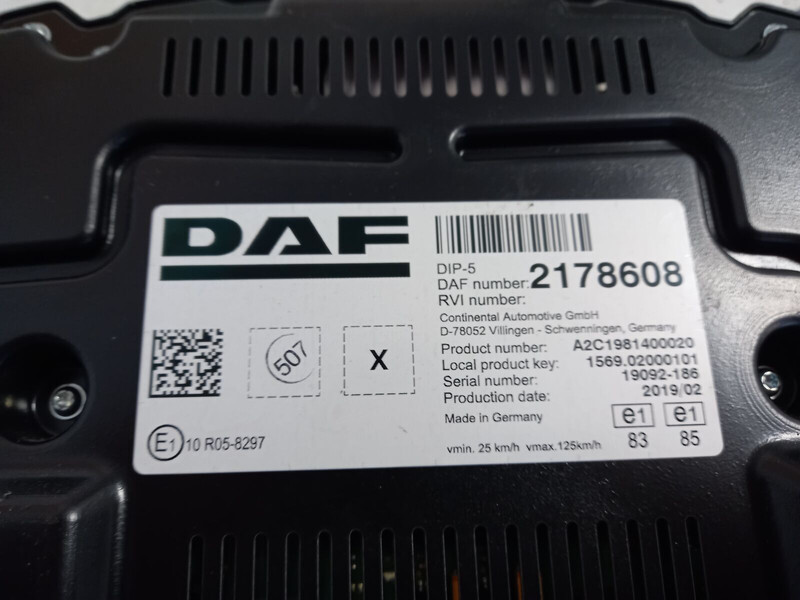 DAF
DIP-5
DAF number: 2178608
RVI number:
Continental Automotive GmbH
D-78052 Villingen - Schwenningen, Germany
Product number: A2C1981400020
Local product key: 1569.02000101
Serial number: 19092-186
Production date: 2019/02
Made in Germany
e1 e1
83 85
vmin. 25 km/h vmax.125km/h
507
X
E1 10 R05-8297